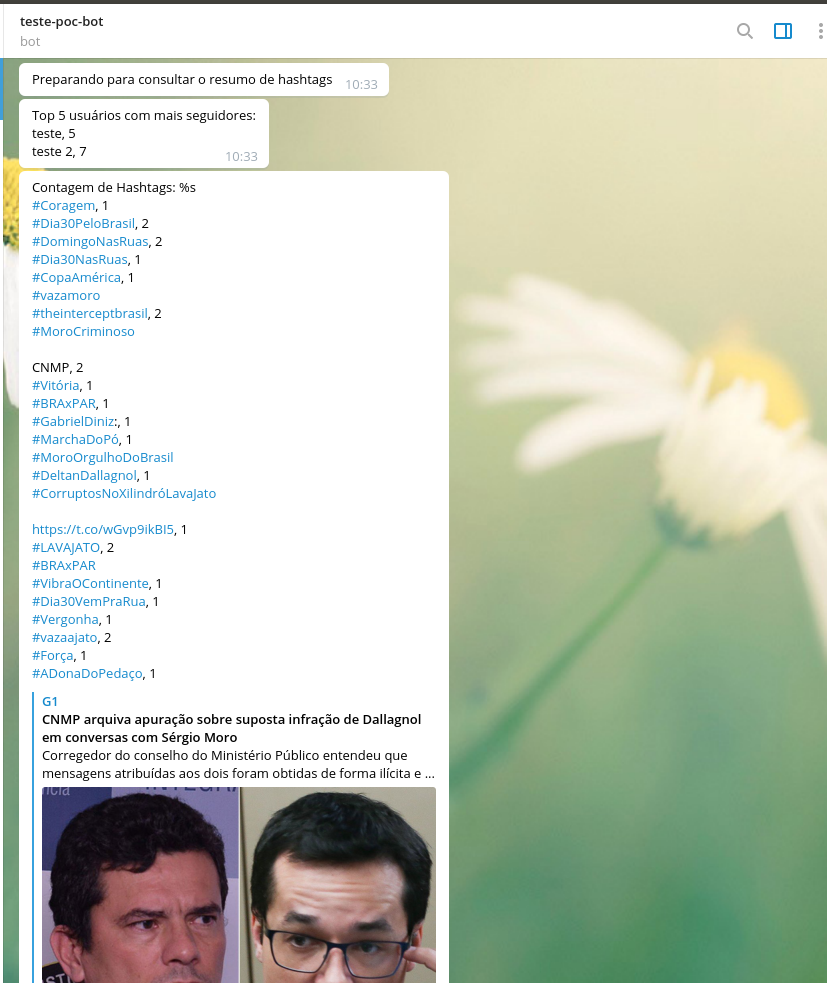 teste-poc-bot
bot
Preparando para consultar o resumo de hashtags 10:33
Top 5 usuários com mais seguidores:
teste, 5
teste 2, 7
10:33
Contagem de Hashtags: %s
#Coragem, 1
#Dia30PeloBrasil, 2
#DomingoNasRuas, 2
#Dia30NasRuas, 1
#CopaAmérica, 1
#vazamoro
#theinterceptbrasil, 2
#MoroCriminoso
CNMP, 2
#Vitória, 1
#BRAxPAR, 1
#GabrielDiniz:, 1
#MarchaDoPó, 1
#MoroOrgulhoDoBrasil
#DeltanDallagnol, 1
#CorruptosNoXilindróLavaJato
https://t.co/wGvp9ikBI5, 1
#LAVAJATO, 2
#BRAxPAR
#VibraOContinente, 1
#Dia30VemPraRua, 1
#Vergonha, 1
#vazaajato, 2
#Força, 1
#ADonaDoPedaço, 1
G1
CNMP arquiva apuração sobre suposta infração de Dallagnol
em conversas com Sérgio Moro
Corregedor do conselho do Ministério Público entendeu que
mensagens atribuídas aos dois foram obtidas de forma ilícita e ...